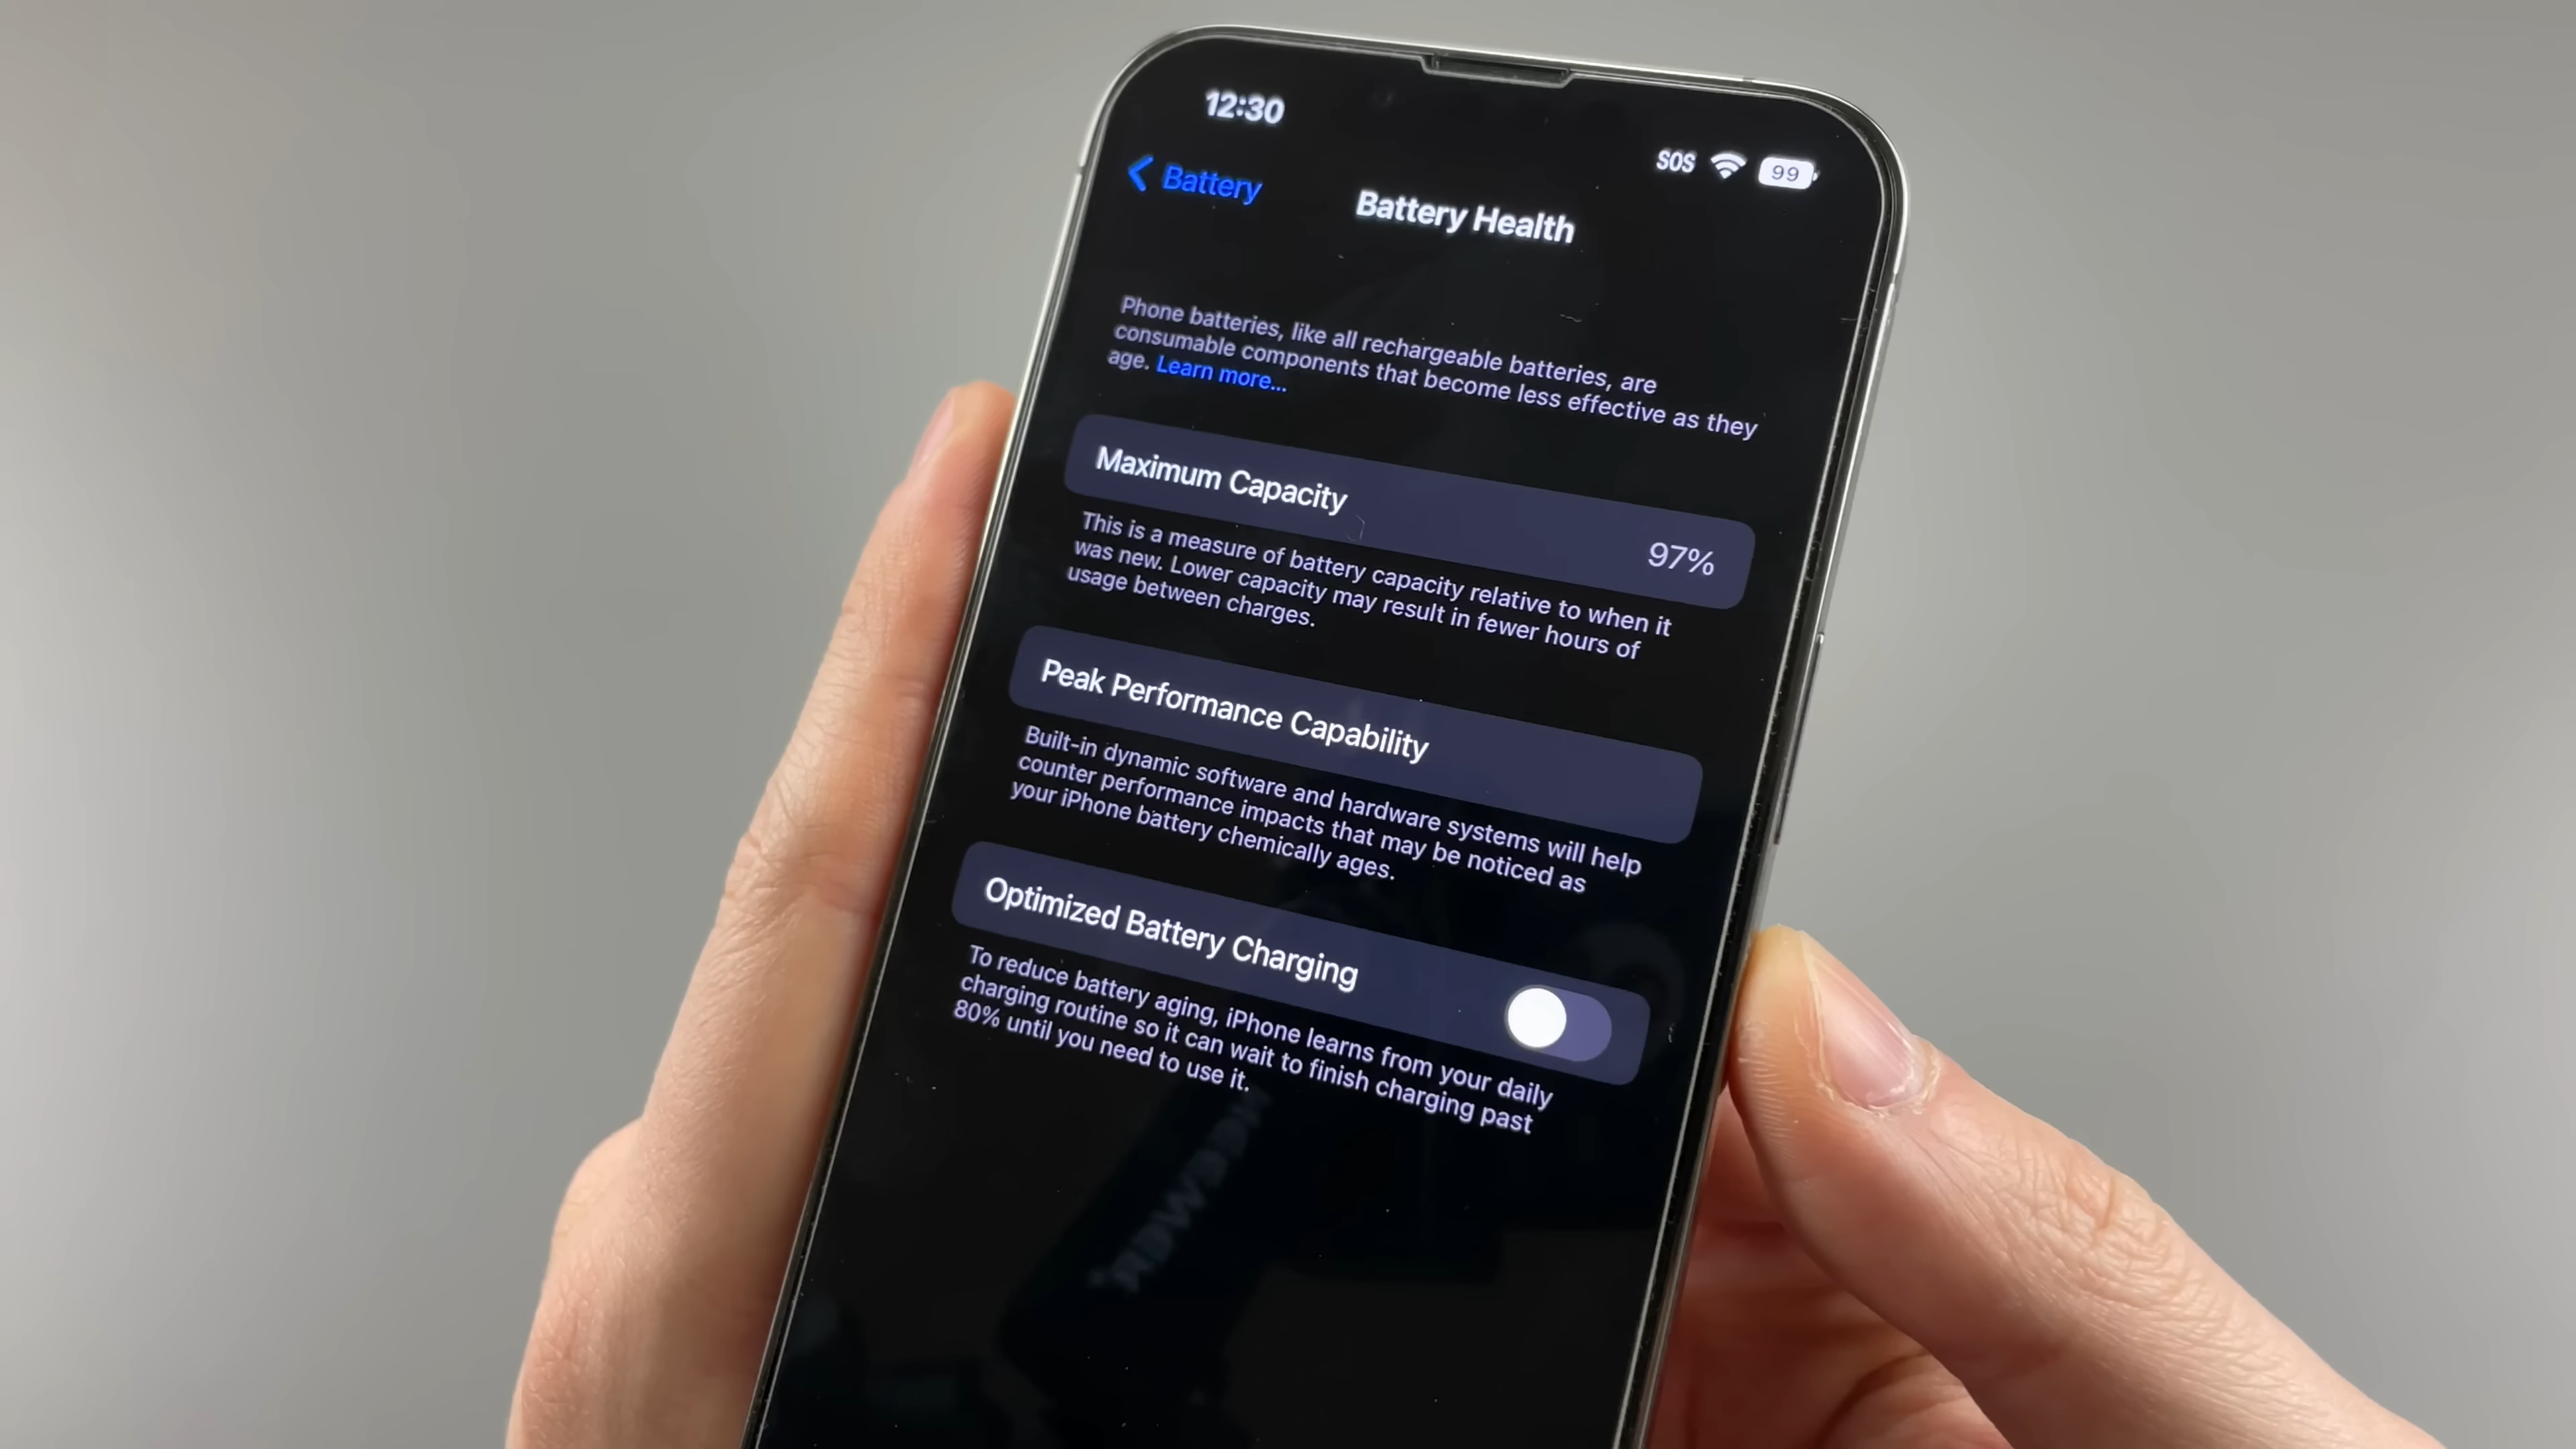 12:30
SOS
99
Battery
Battery Health
Phone batteries, like all rechargeable batteries, are
consumable components that become less effective as they
age. Learn more...
Maximum Capacity
97%
This is a measure of battery capacity relative to when it
was new. Lower capacity may result in fewer hours of
usage between charges.
Peak Performance Capability
Built-in dynamic software and hardware systems will help
counter performance impacts that may be noticed as
your iPhone battery chemically ages.
Optimized Battery Charging
To reduce battery aging, iPhone learns from your daily
charging routine so it can wait to finish charging past
80% until you need to use it.
NEEWER